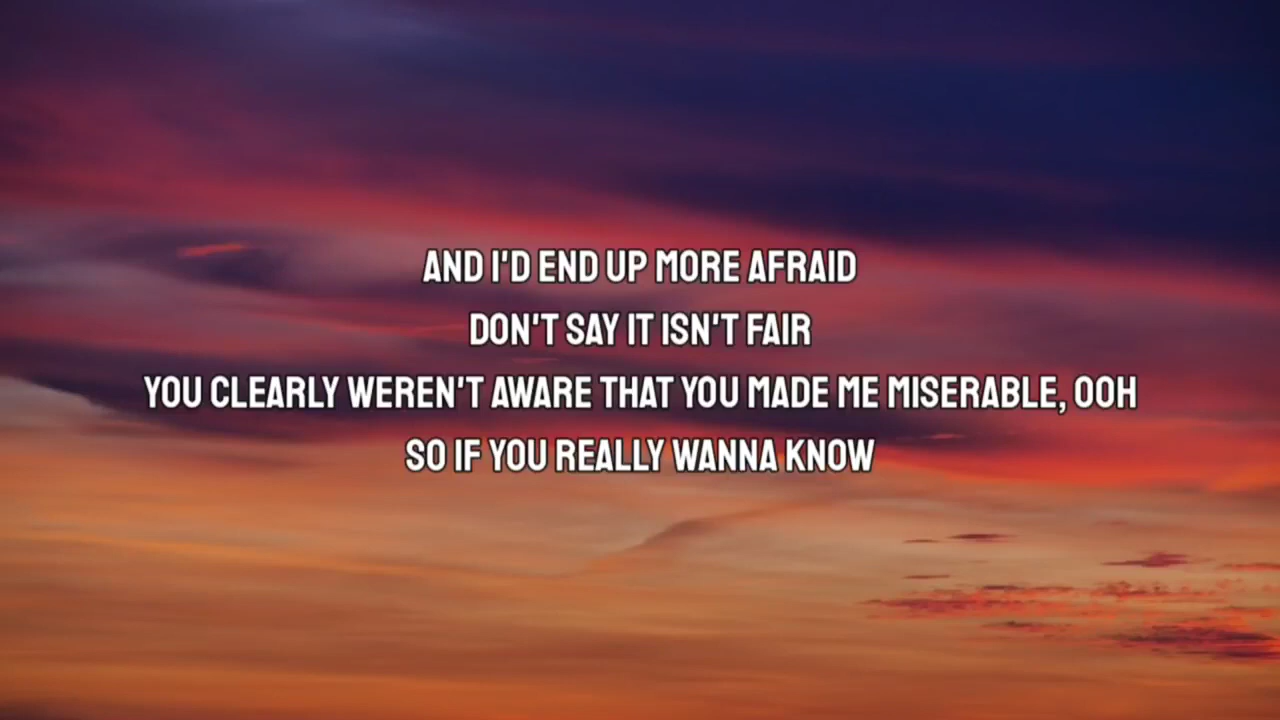 AND I'D END UP MORE AFRAID
DON'T SAY IT ISN'T FAIR
YOU CLEARLY WEREN'T AWARE THAT YOU MADE ME MISERABLE, OOH
SO IF YOU REALLY WANNA KNOW